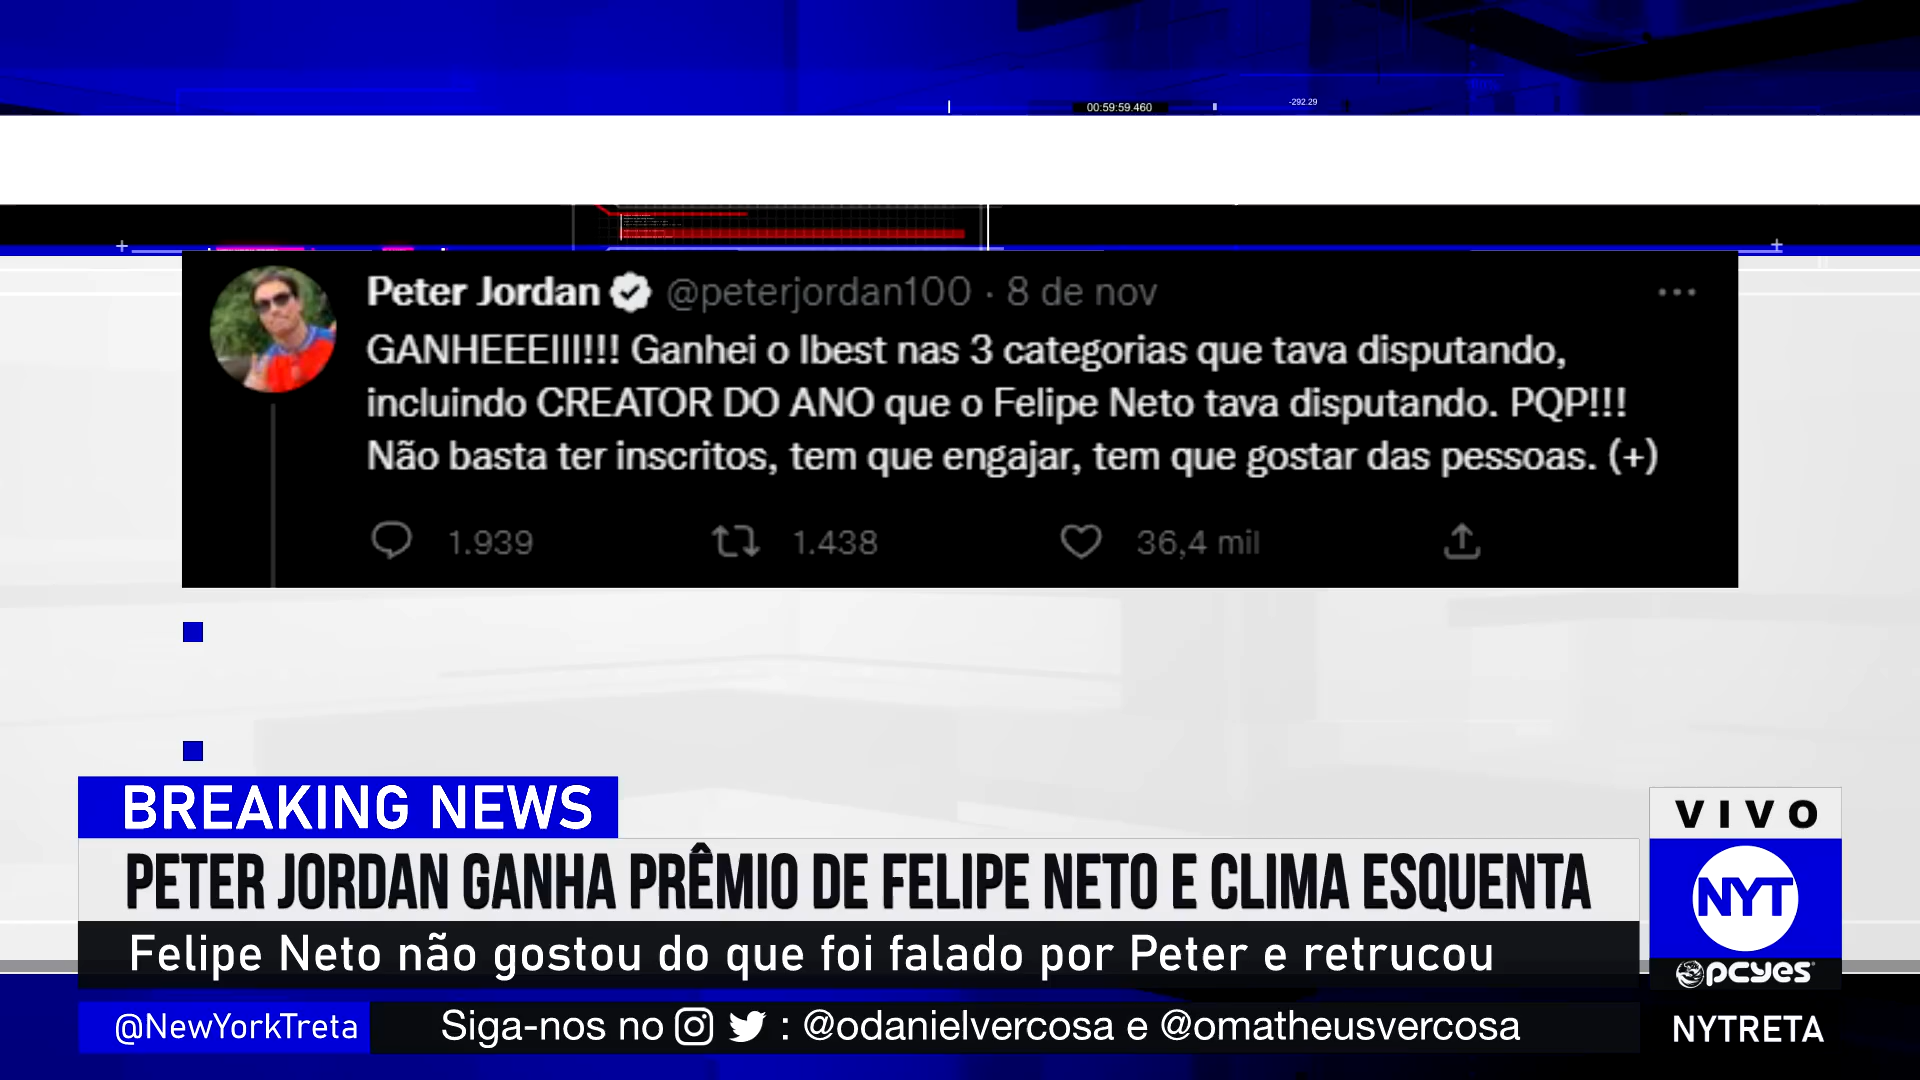 00:59:59.460
-292.29
Peter Jordan @peterjordan100 · 8 de nov
GANHEEEIII!!! Ganhei o Ibest nas 3 categorias que tava disputando,
incluindo CREATOR DO ANO que o Felipe Neto tava disputando. PQP!!!
Não basta ter inscritos, tem que engajar, tem que gostar das pessoas. (+)
1.939 1.438 36,4 mil
BREAKING NEWS
PETER JORDAN GANHA PRÊMIO DE FELIPE NETO E CLIMA ESQUENTA
Felipe Neto não gostou do que foi falado por Peter e retrucou
@NewYorkTreta
Siga-nos no : @odanielvercosa e @omatheusvercosa
VIVO
NYT
pcyes
NYTRETA